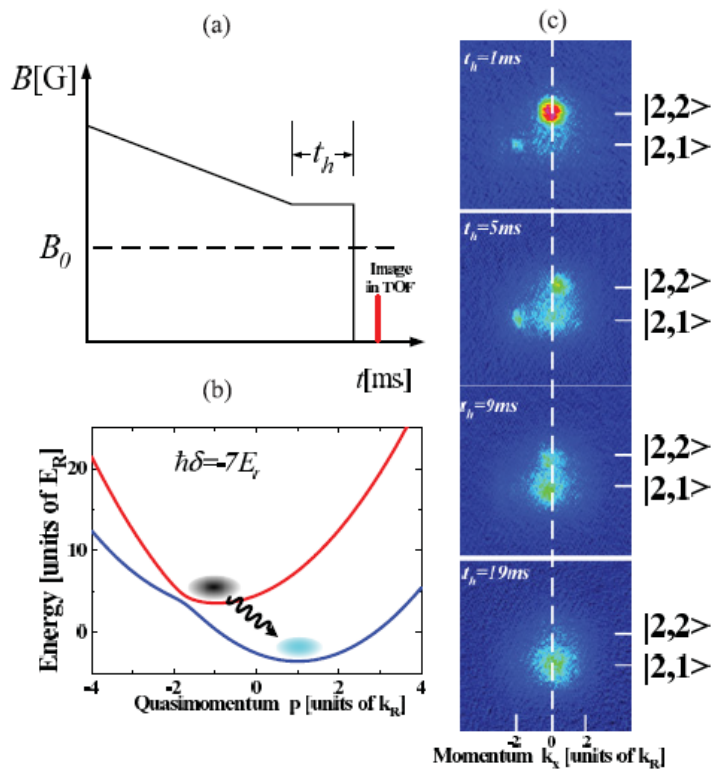 (a)
B[G]
t_h
B_0
Image
in TOF
t[ms.]
(b)
ħδ=-7E_r
Energy [units of E_R]
20
10
0
-4 -2 0 2 4
Quasimomentum p [units of k_R]
(c)
t_h=1ms
|2,2>
|2,1>
t_h=5ms
|2,2>
|2,1>
t_h=9ms
|2,2>
|2,1>
t_h=19ms
|2,2>
|2,1>
-2 0 2
Momentum k_x [units of k_R]